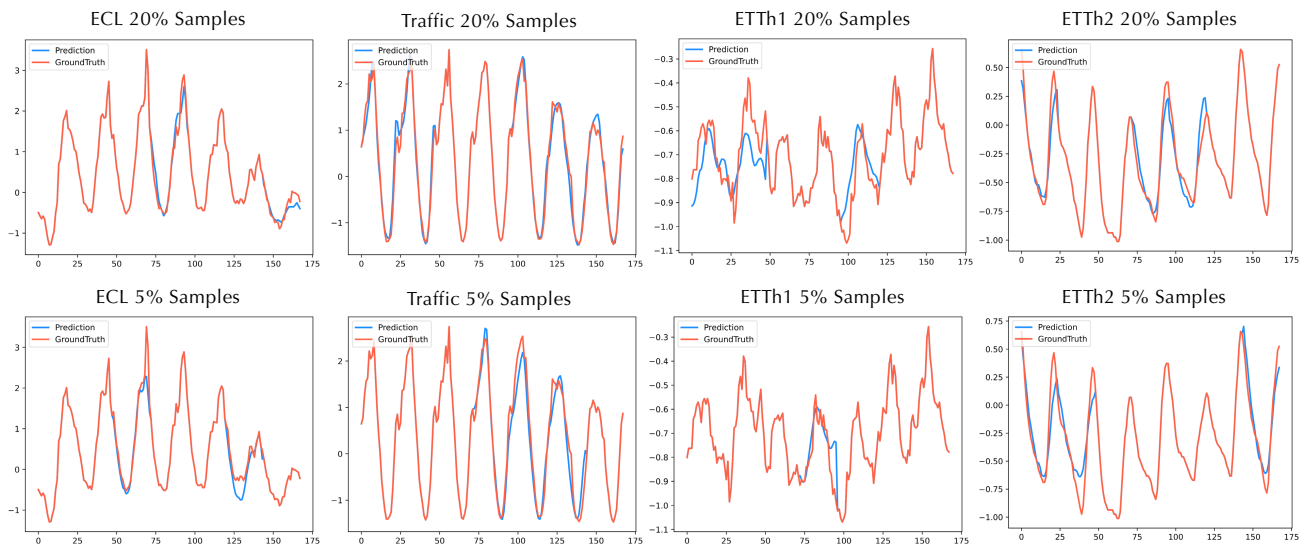 ECL 20% Samples
Traffic 20% Samples
ETTh1 20% Samples
ETTh2 20% Samples
Prediction
GroundTruth
3
2
1
0
−1
0 25 50 75 100 125 150 175
Prediction
GroundTruth
2
1
0
−1
0 25 50 75 100 125 150 175
Prediction
GroundTruth
−0.3
−0.4
−0.5
−0.6
−0.7
−0.8
−0.9
−1.0
−1.1
0 25 50 75 100 125 150 175
Prediction
GroundTruth
0.50
0.25
0.00
−0.25
−0.50
−0.75
−1.00
0 25 50 75 100 125 150 175
ECL 5% Samples
Traffic 5% Samples
ETTh1 5% Samples
ETTh2 5% Samples
Prediction
GroundTruth
3
2
1
0
−1
0 25 50 75 100 125 150 175
Prediction
GroundTruth
2
1
0
−1
0 25 50 75 100 125 150 175
Prediction
GroundTruth
−0.3
−0.4
−0.5
−0.6
−0.7
−0.8
−0.9
−1.0
−1.1
0 25 50 75 100 125 150 175
Prediction
GroundTruth
0.75
0.50
0.25
0.00
−0.25
−0.50
−0.75
−1.00
0 25 50 75 100 125 150 175